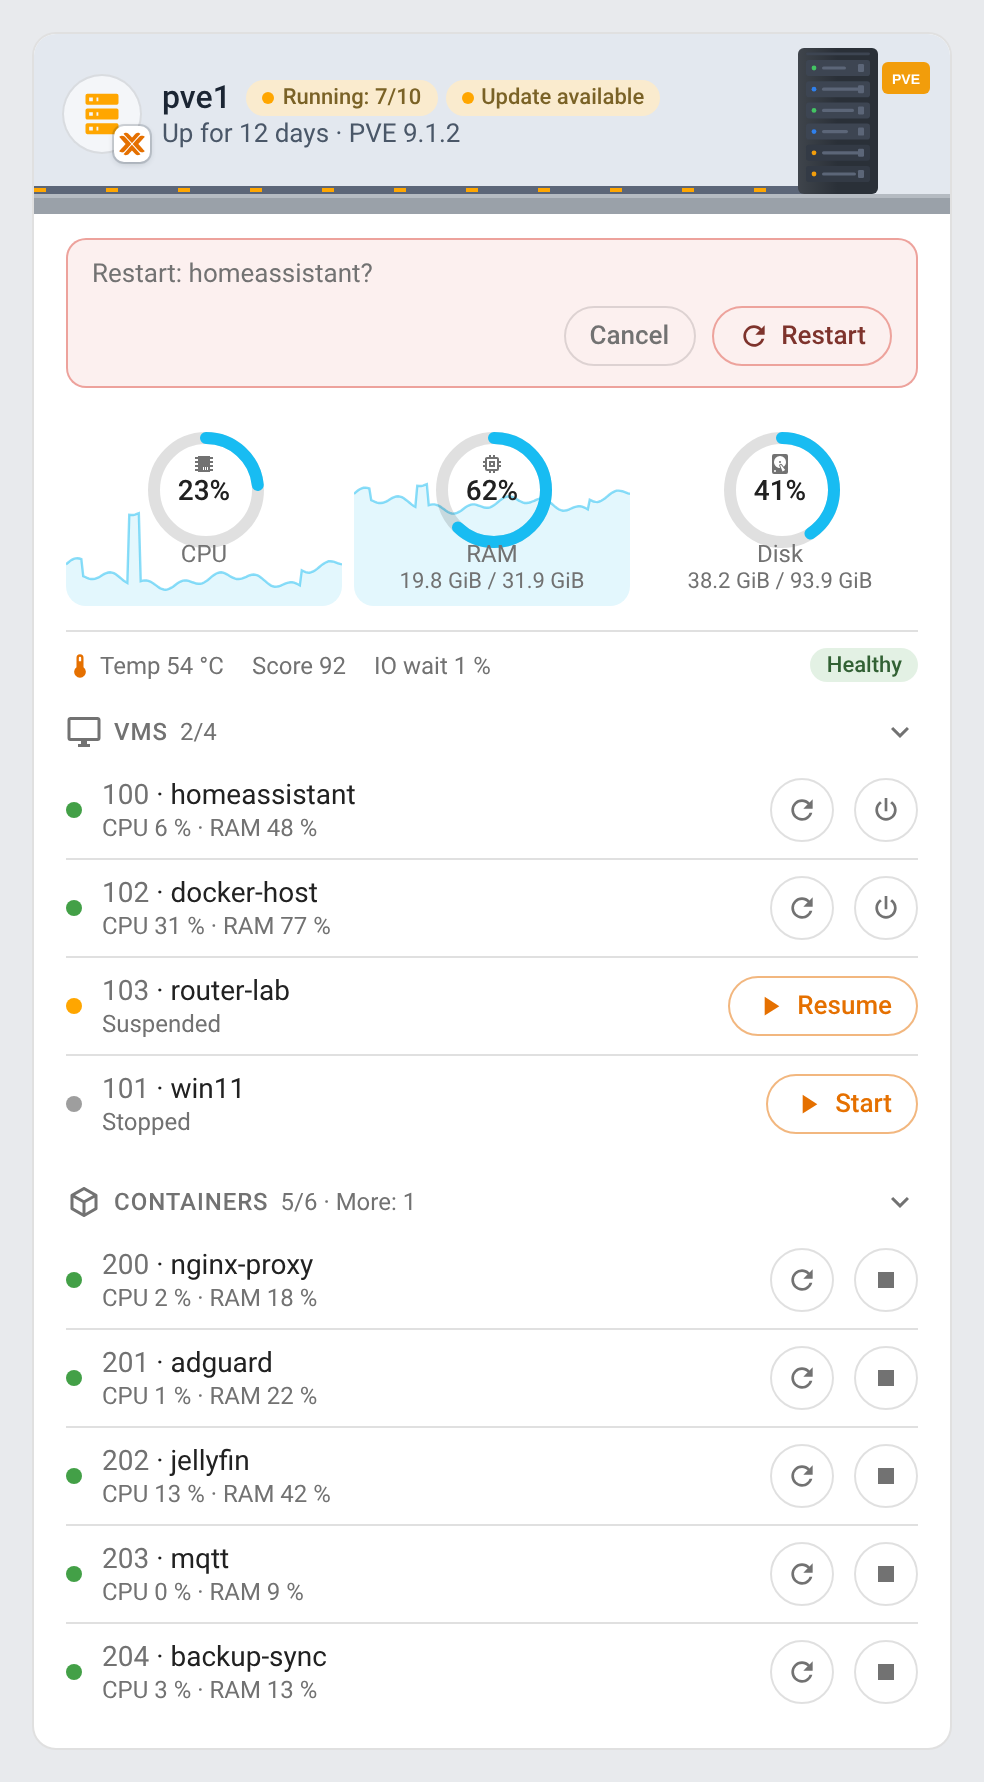 pve1
Running: 7/10
Update available
PVE
Up for 12 days · PVE 9.1.2
Restart: homeassistant?
Cancel
Restart
23%
CPU
62%
RAM
19.8 GiB / 31.9 GiB
41%
Disk
38.2 GiB / 93.9 GiB
Temp 54 °C
Score 92
IO wait 1 %
Healthy
VMS 2/4
100 · homeassistant
CPU 6 % · RAM 48 %
102 · docker-host
CPU 31 % · RAM 77 %
103 · router-lab
Suspended
Resume
101 · win11
Stopped
Start
CONTAINERS 5/6 · More: 1
200 · nginx-proxy
CPU 2 % · RAM 18 %
201 · adguard
CPU 1 % · RAM 22 %
202 · jellyfin
CPU 13 % · RAM 42 %
203 · mqtt
CPU 0 % · RAM 9 %
204 · backup-sync
CPU 3 % · RAM 13 %